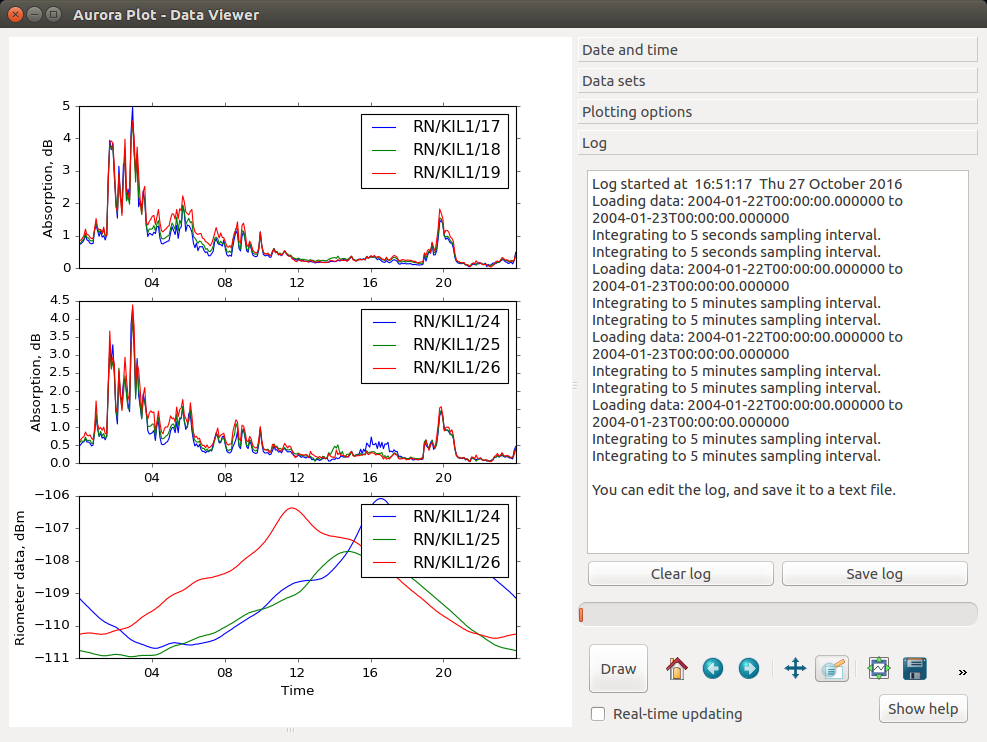 Aurora Plot - Data Viewer
5
4
3
2
1
0
Absorption, dB
RN/KIL1/17
RN/KIL1/18
RN/KIL1/19
04 08 12 16 20
4.5
4.0
3.5
3.0
2.5
2.0
1.5
1.0
0.5
0.0
Absorption, dB
RN/KIL1/24
RN/KIL1/25
RN/KIL1/26
04 08 12 16 20
−106
−107
−108
−109
−110
−111
Riometer data, dBm
RN/KIL1/24
RN/KIL1/25
RN/KIL1/26
04 08 12 16 20
Time
Date and time
Data sets
Plotting options
Log
Log started at  16:51:17  Thu 27 October 2016
Loading data: 2004-01-22T00:00:00.000000 to
2004-01-23T00:00:00.000000
Integrating to 5 seconds sampling interval.
Integrating to 5 seconds sampling interval.
Loading data: 2004-01-22T00:00:00.000000 to
2004-01-23T00:00:00.000000
Integrating to 5 minutes sampling interval.
Integrating to 5 minutes sampling interval.
Loading data: 2004-01-22T00:00:00.000000 to
2004-01-23T00:00:00.000000
Integrating to 5 minutes sampling interval.
Integrating to 5 minutes sampling interval.
Loading data: 2004-01-22T00:00:00.000000 to
2004-01-23T00:00:00.000000
Integrating to 5 minutes sampling interval.
Integrating to 5 minutes sampling interval.
You can edit the log, and save it to a text file.
Clear log
Save log
Draw
»
Real-time updating
Show help